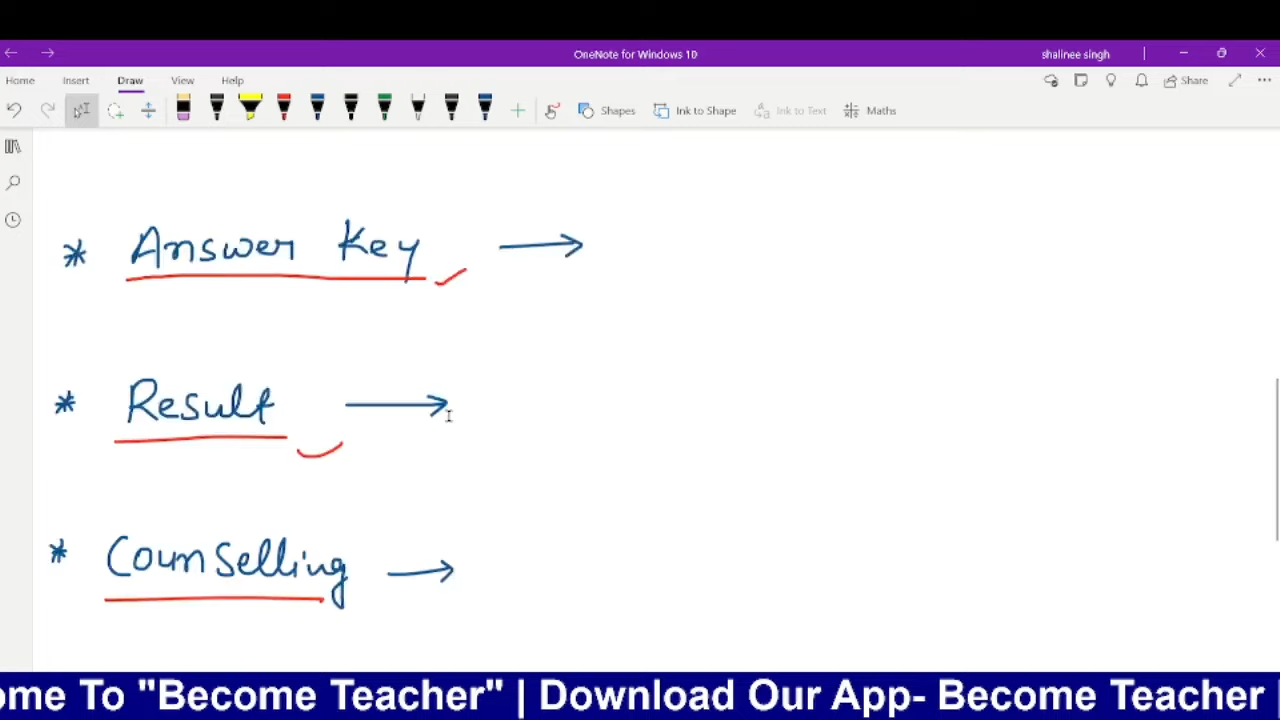 OneNote for Windows 10
shalinee singh
Home Insert Draw View Help
Share
Shapes Ink to Shape Ink to Text Maths
* Answer Key →
* Result →
* Counselling →
ome To "Become Teacher" | Download Our App- Become Teacher |